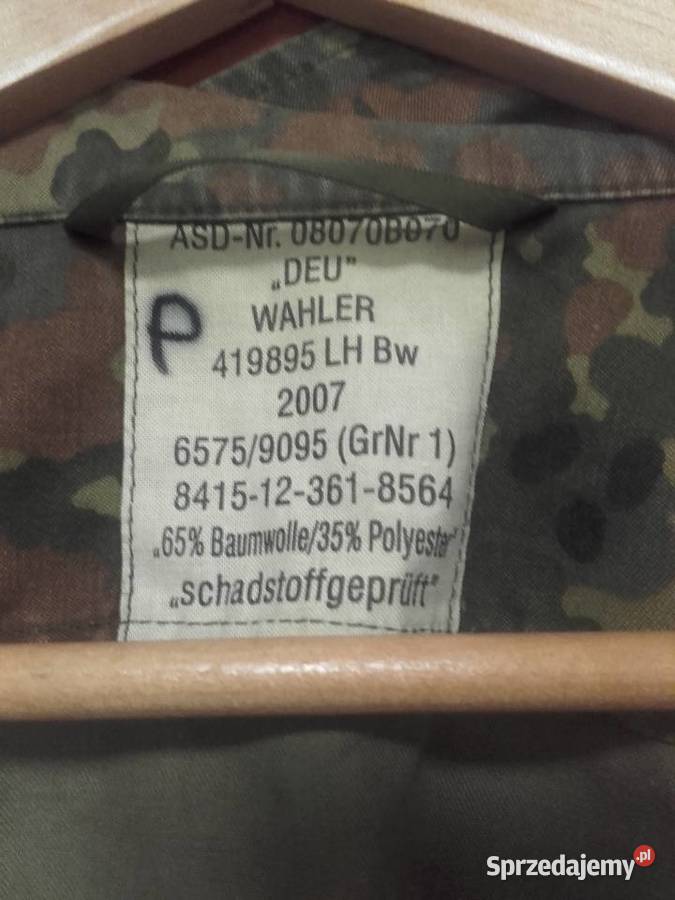 ASD-Nr. 08070B070
„DEU”
WAHLER
P
419895 LH Bw
2007
6575/9095 (GrNr 1)
8415-12-361-8564
„65% Baumwolle/35% Polyester”
„schadstoffgeprüft”
Sprzedajemy.pl